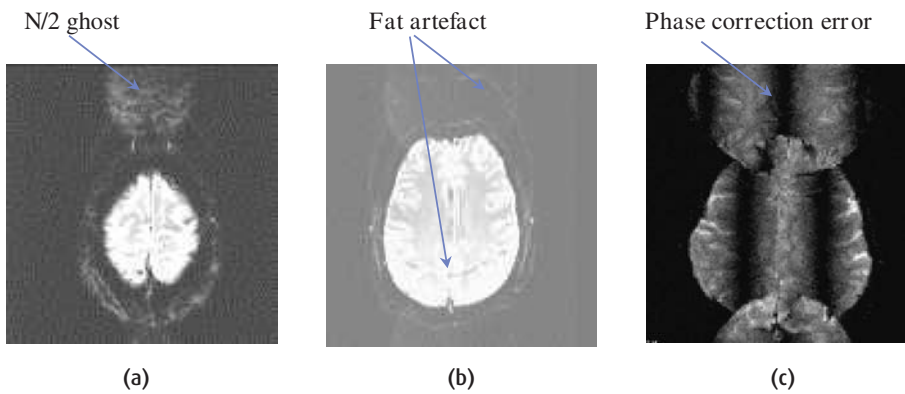 N/2 ghost
Fat artefact
Phase correction error
(a)
(b)
(c)